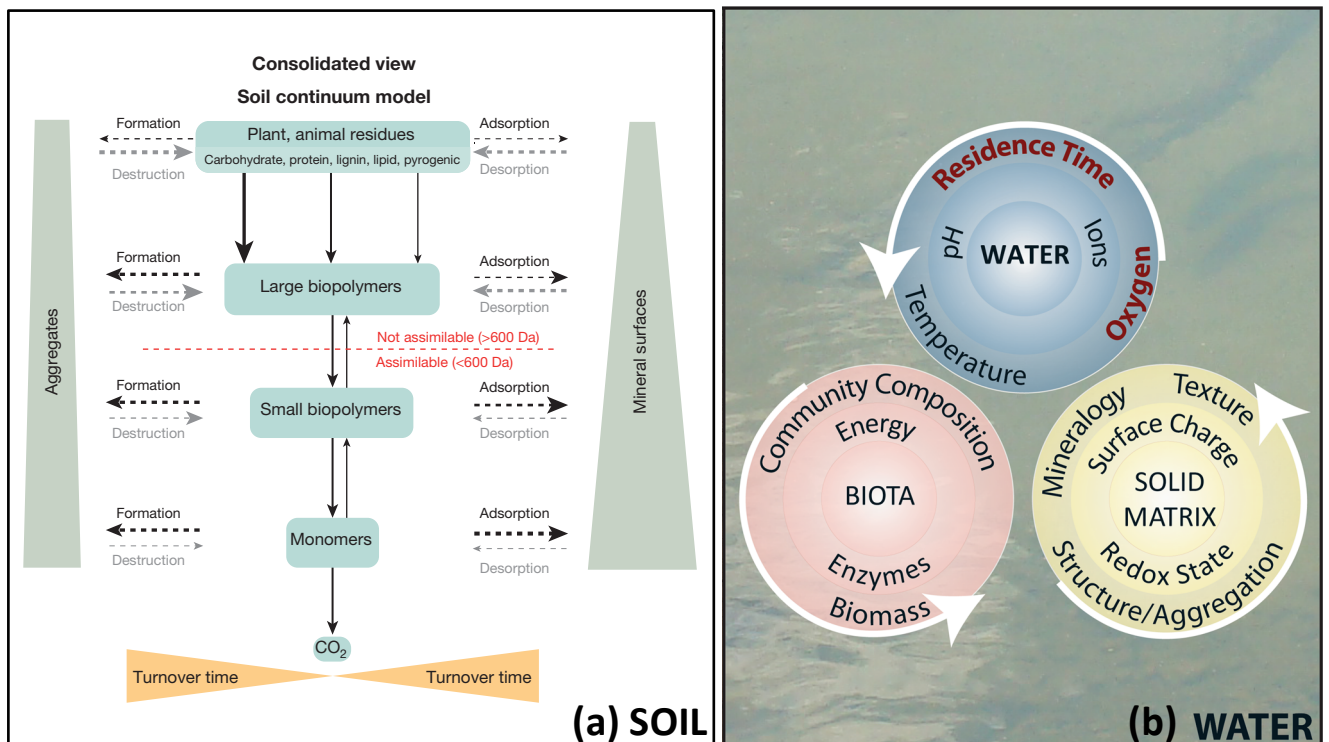 Consolidated view
Soil continuum model
Formation
Plant, animal residues
Adsorption
Carbohydrate, protein, lignin, lipid, pyrogenic
Destruction
Desorption
Formation
Adsorption
Large biopolymers
Destruction
Desorption
Not assimilable (>600 Da)
Assimilable (<600 Da)
Aggregates
Mineral surfaces
Formation
Adsorption
Small biopolymers
Destruction
Desorption
Formation
Adsorption
Monomers
Destruction
Desorption
CO2
Turnover time
Turnover time
(a) SOIL
Residence Time
pH
WATER
Ions
Oxygen
Temperature
Community Composition
Energy
BIOTA
Enzymes
Biomass
Mineralogy
Texture
Surface Charge
SOLID
MATRIX
Redox State
Structure/Aggregation
(b) WATER